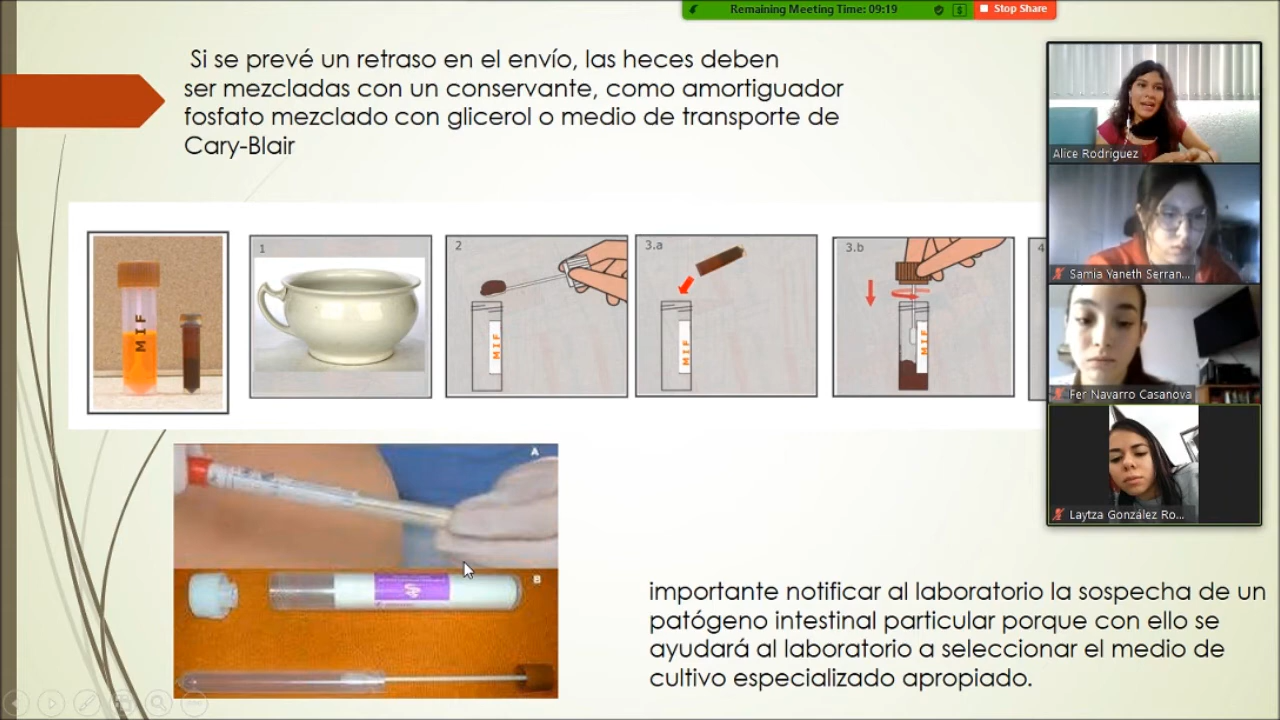 Remaining Meeting Time: 09:19
Stop Share
Si se prevé un retraso en el envío, las heces deben
ser mezcladas con un conservante, como amortiguador
fosfato mezclado con glicerol o medio de transporte de
Cary-Blair
Alice Rodriguez
Samia Yaneth Serran...
Fer Navarro Casanova
Laytza González Ro...
MIF
1
2
MIF
3.a
MIF
3.b
MIF
4
A
B
importante notificar al laboratorio la sospecha de un
patógeno intestinal particular porque con ello se
ayudará al laboratorio a seleccionar el medio de
cultivo especializado apropiado.